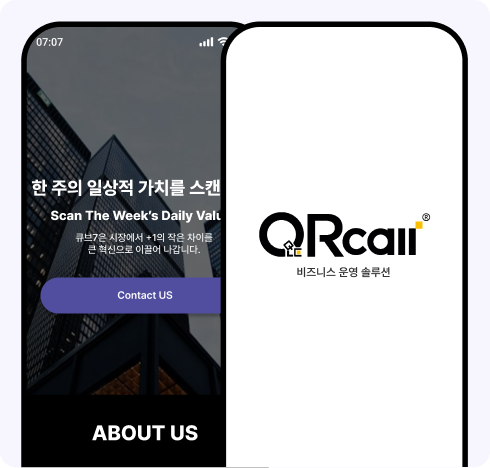 07:07
한 주의 일상적 가치를 스캔
Scan The Week's Daily Valu
큐브7은 시장에서 +1의 작은 차이를
큰 혁신으로 이끌어 나갑니다.
Contact US
ABOUT US
QRcall®
비즈니스 운영 솔루션